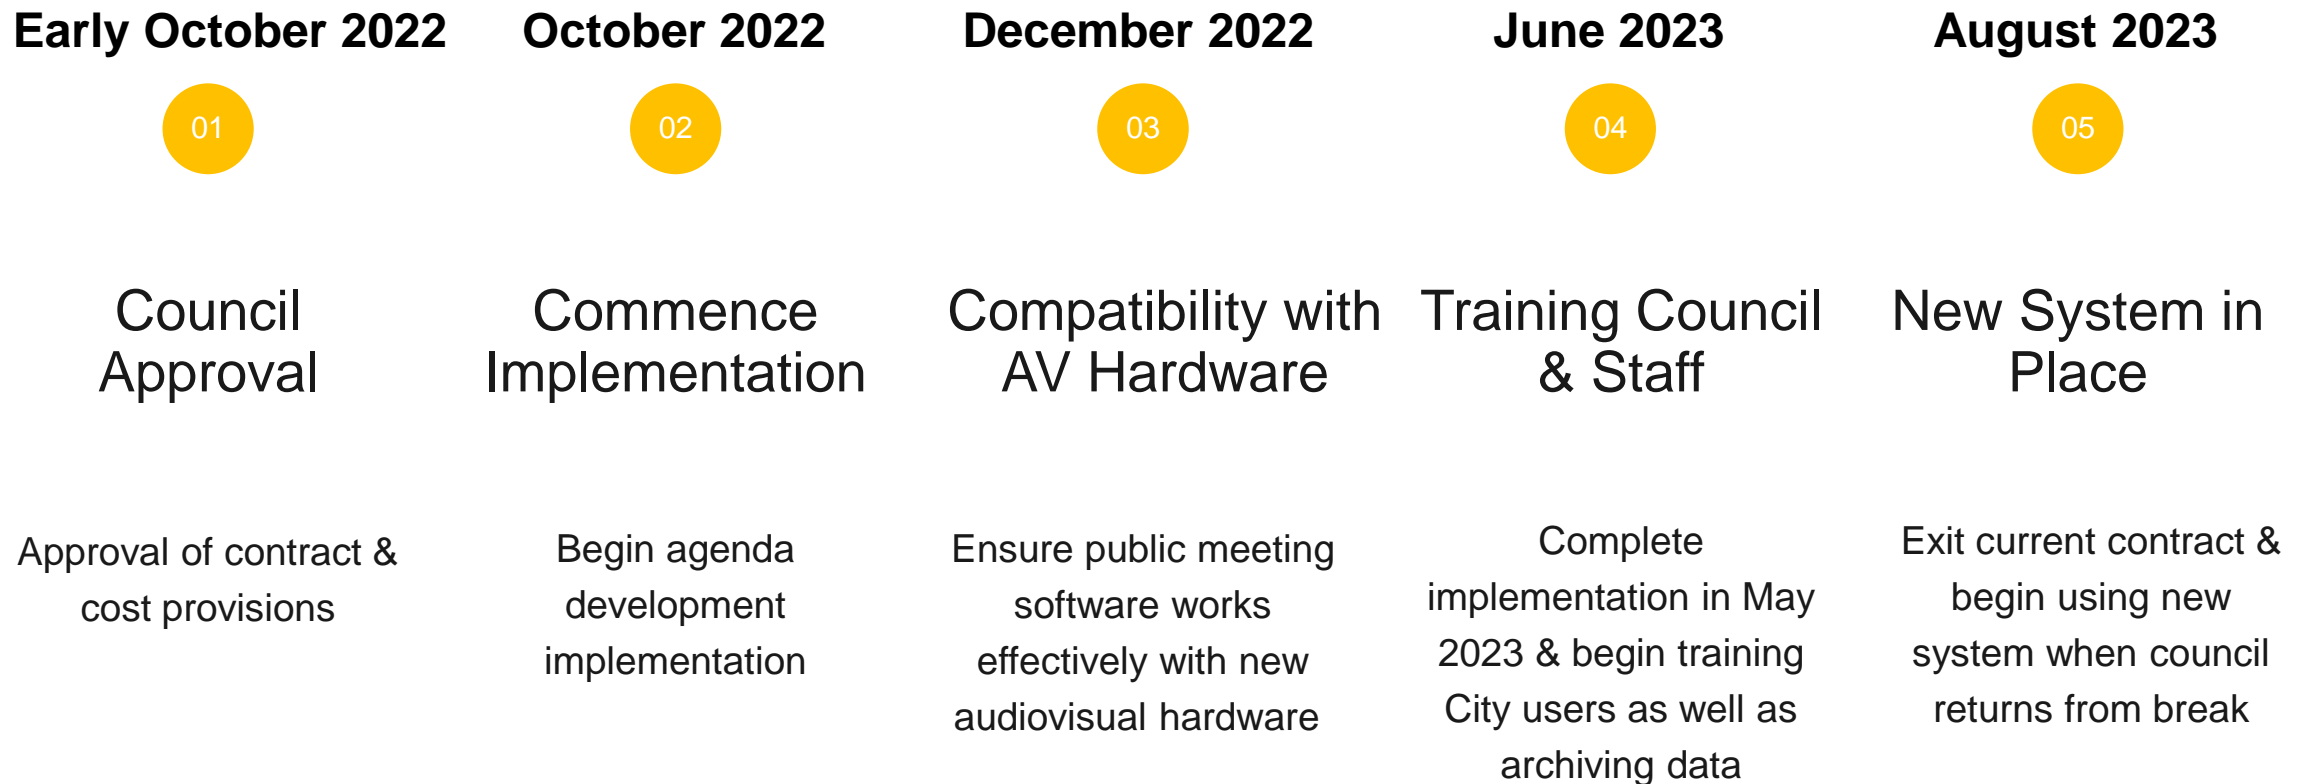 Early October 2022
01
Council
Approval
Approval of contract &
cost provisions
October 2022
02
Commence
Implementation
Begin agenda
development
implementation
December 2022
03
Compatibility with
AV Hardware
Ensure public meeting
software works
effectively with new
audiovisual hardware
June 2023
04
Training Council
& Staff
Complete
implementation in May
2023 & begin training
City users as well as
archiving data
August 2023
05
New System in
Place
Exit current contract &
begin using new
system when council
returns from break